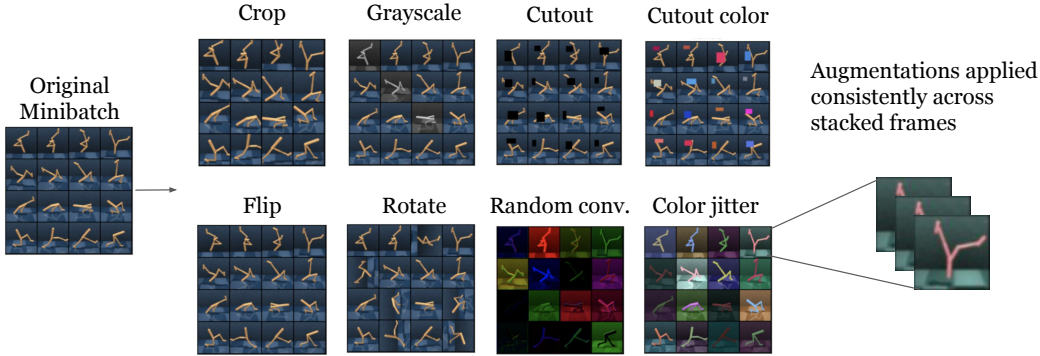 Original
Minibatch
Crop
Grayscale
Cutout
Cutout color
Flip
Rotate
Random conv.
Color jitter
Augmentations applied
consistently across
stacked frames